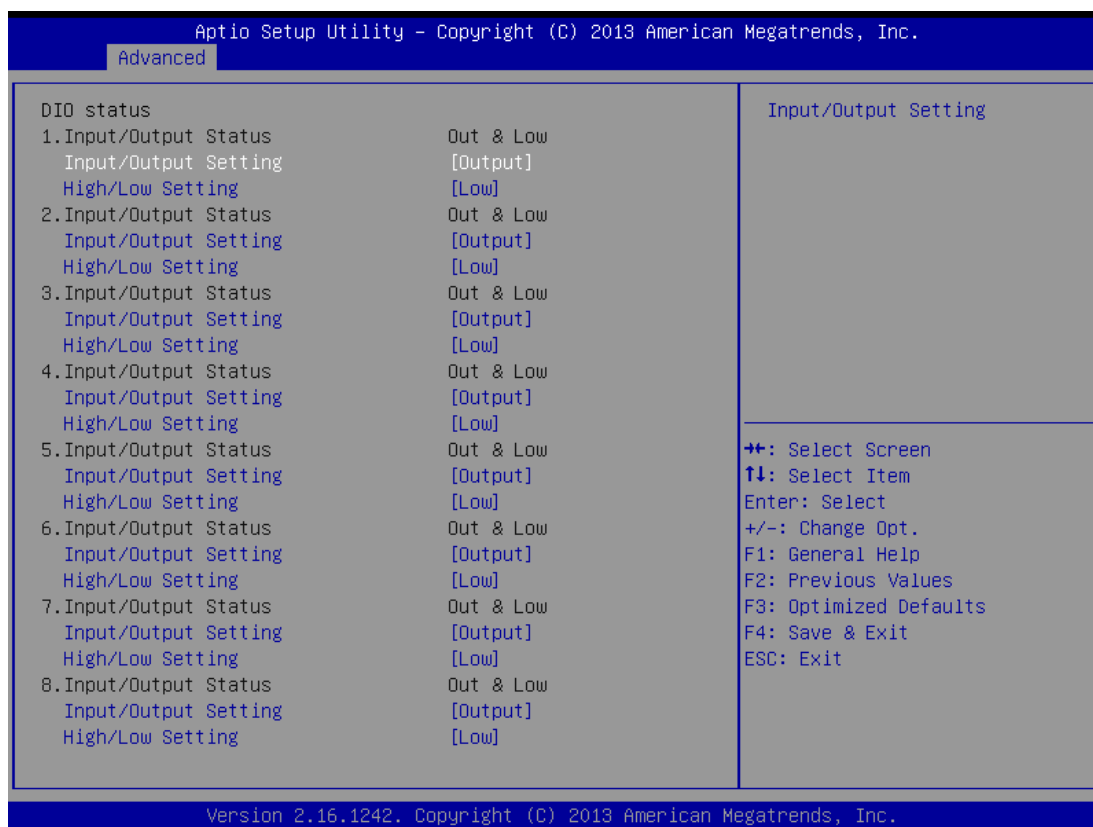 Aptio Setup Utility – Copyright (C) 2013 American Megatrends, Inc.
Advanced
DIO status
1.Input/Output Status Out & Low
Input/Output Setting [Output]
High/Low Setting [Low]
2.Input/Output Status Out & Low
Input/Output Setting [Output]
High/Low Setting [Low]
3.Input/Output Status Out & Low
Input/Output Setting [Output]
High/Low Setting [Low]
4.Input/Output Status Out & Low
Input/Output Setting [Output]
High/Low Setting [Low]
5.Input/Output Status Out & Low
Input/Output Setting [Output]
High/Low Setting [Low]
6.Input/Output Status Out & Low
Input/Output Setting [Output]
High/Low Setting [Low]
7.Input/Output Status Out & Low
Input/Output Setting [Output]
High/Low Setting [Low]
8.Input/Output Status Out & Low
Input/Output Setting [Output]
High/Low Setting [Low]
Input/Output Setting
→←: Select Screen
↑↓: Select Item
Enter: Select
+/-: Change Opt.
F1: General Help
F2: Previous Values
F3: Optimized Defaults
F4: Save & Exit
ESC: Exit
Version 2.16.1242. Copyright (C) 2013 American Megatrends, Inc.